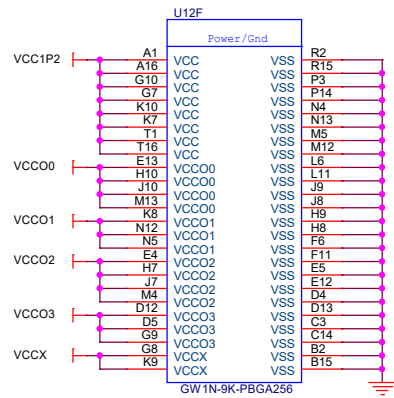 U12F
Power/Gnd
VCC1P2 A1 VCC VSS R2
A16 VCC VSS R15
G10 VCC VSS P3
G7 VCC VSS P14
K10 VCC VSS N4
K7 VCC VSS N13
T1 VCC VSS M5
T16 VCC VSS M12
VCCO0 E13 VCCO0 VSS L6
H10 VCCO0 VSS L11
J10 VCCO0 VSS J9
M13 VCCO0 VSS J8
VCCO1 K8 VCCO1 VSS H9
N12 VCCO1 VSS H8
N5 VCCO1 VSS F6
VCCO2 E4 VCCO2 VSS F11
H7 VCCO2 VSS E5
J7 VCCO2 VSS E12
M4 VCCO2 VSS D4
VCCO3 D12 VCCO3 VSS D13
D5 VCCO3 VSS C3
G9 VCCO3 VSS C14
VCCX G8 VCCX VSS B2
K9 VCCX VSS B15
GW1N-9K-PBGA256